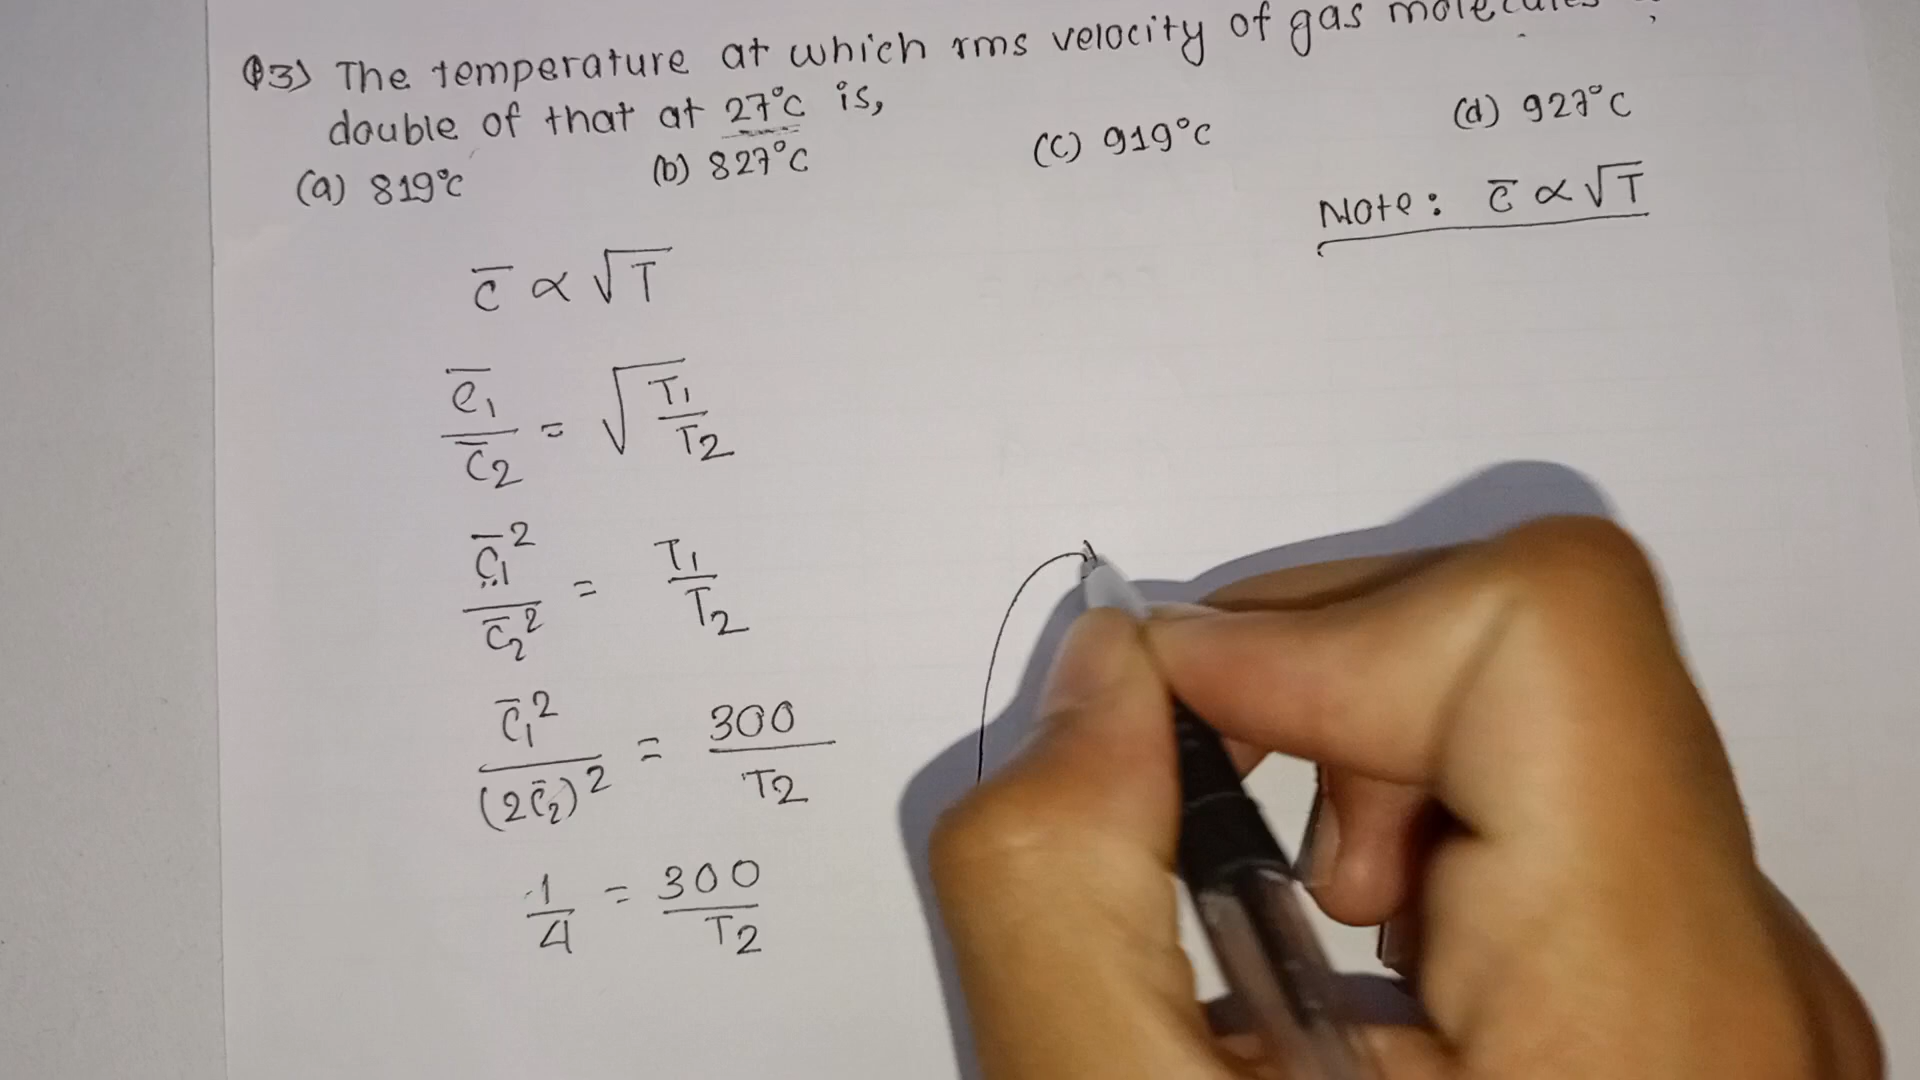 Q3) The temperature at which rms velocity of gas molecules
double of that at 27°C is,
(a) 819°C (b) 827°C (c) 919°C (d) 927°C
Note: c̅ ∝ √T
c̅ ∝ √T
c̅₁/c̅₂ = √(T₁/T₂)
c̅₁²/c̅₂² = T₁/T₂
c̅₁²/(2c̅₂)² = 300/T₂
1/4 = 300/T₂